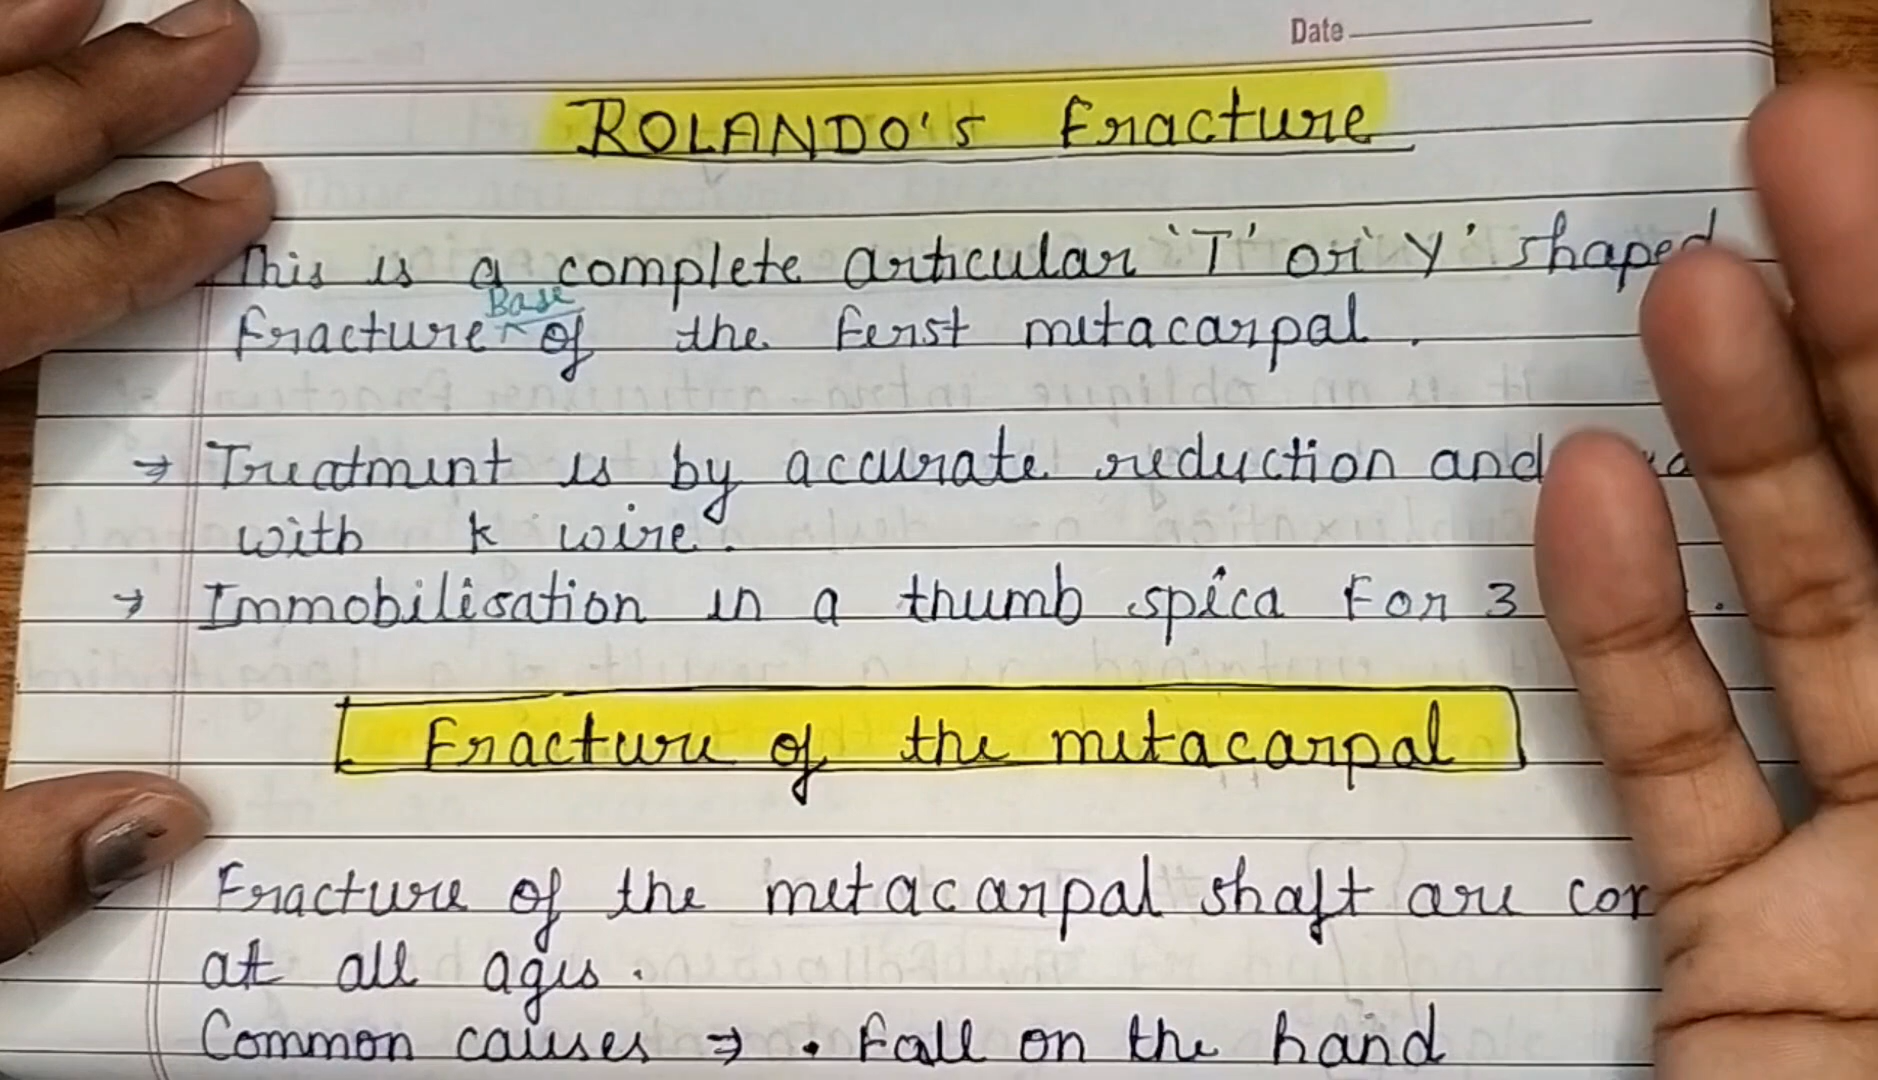 Date
ROLANDO'S Fracture
This is a complete articular 'T' or 'Y' shaped
Base
Fracture of the first metacarpal.
→ Treatment is by accurate reduction and
with k wire.
→ Immobilisation in a thumb spica For 3
Fracture of the metacarpal
Fracture of the metacarpal shaft are
at all ages.
Common causes → • Fall on the hand